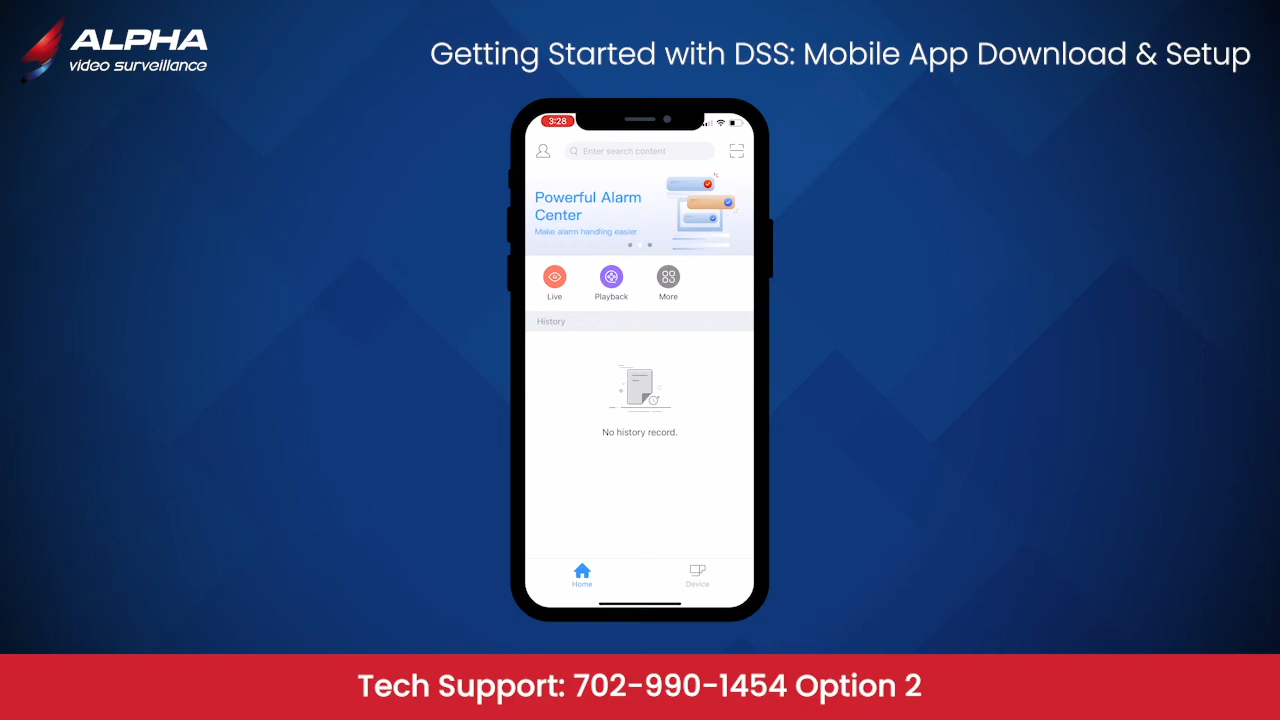 ALPHA
video surveillance
Getting Started with DSS: Mobile App Download & Setup
3:28
Enter search content
Powerful Alarm
Center
Make alarm handling easier
Live
Playback
More
History
No history record.
Home
Device
Tech Support: 702-990-1454 Option 2